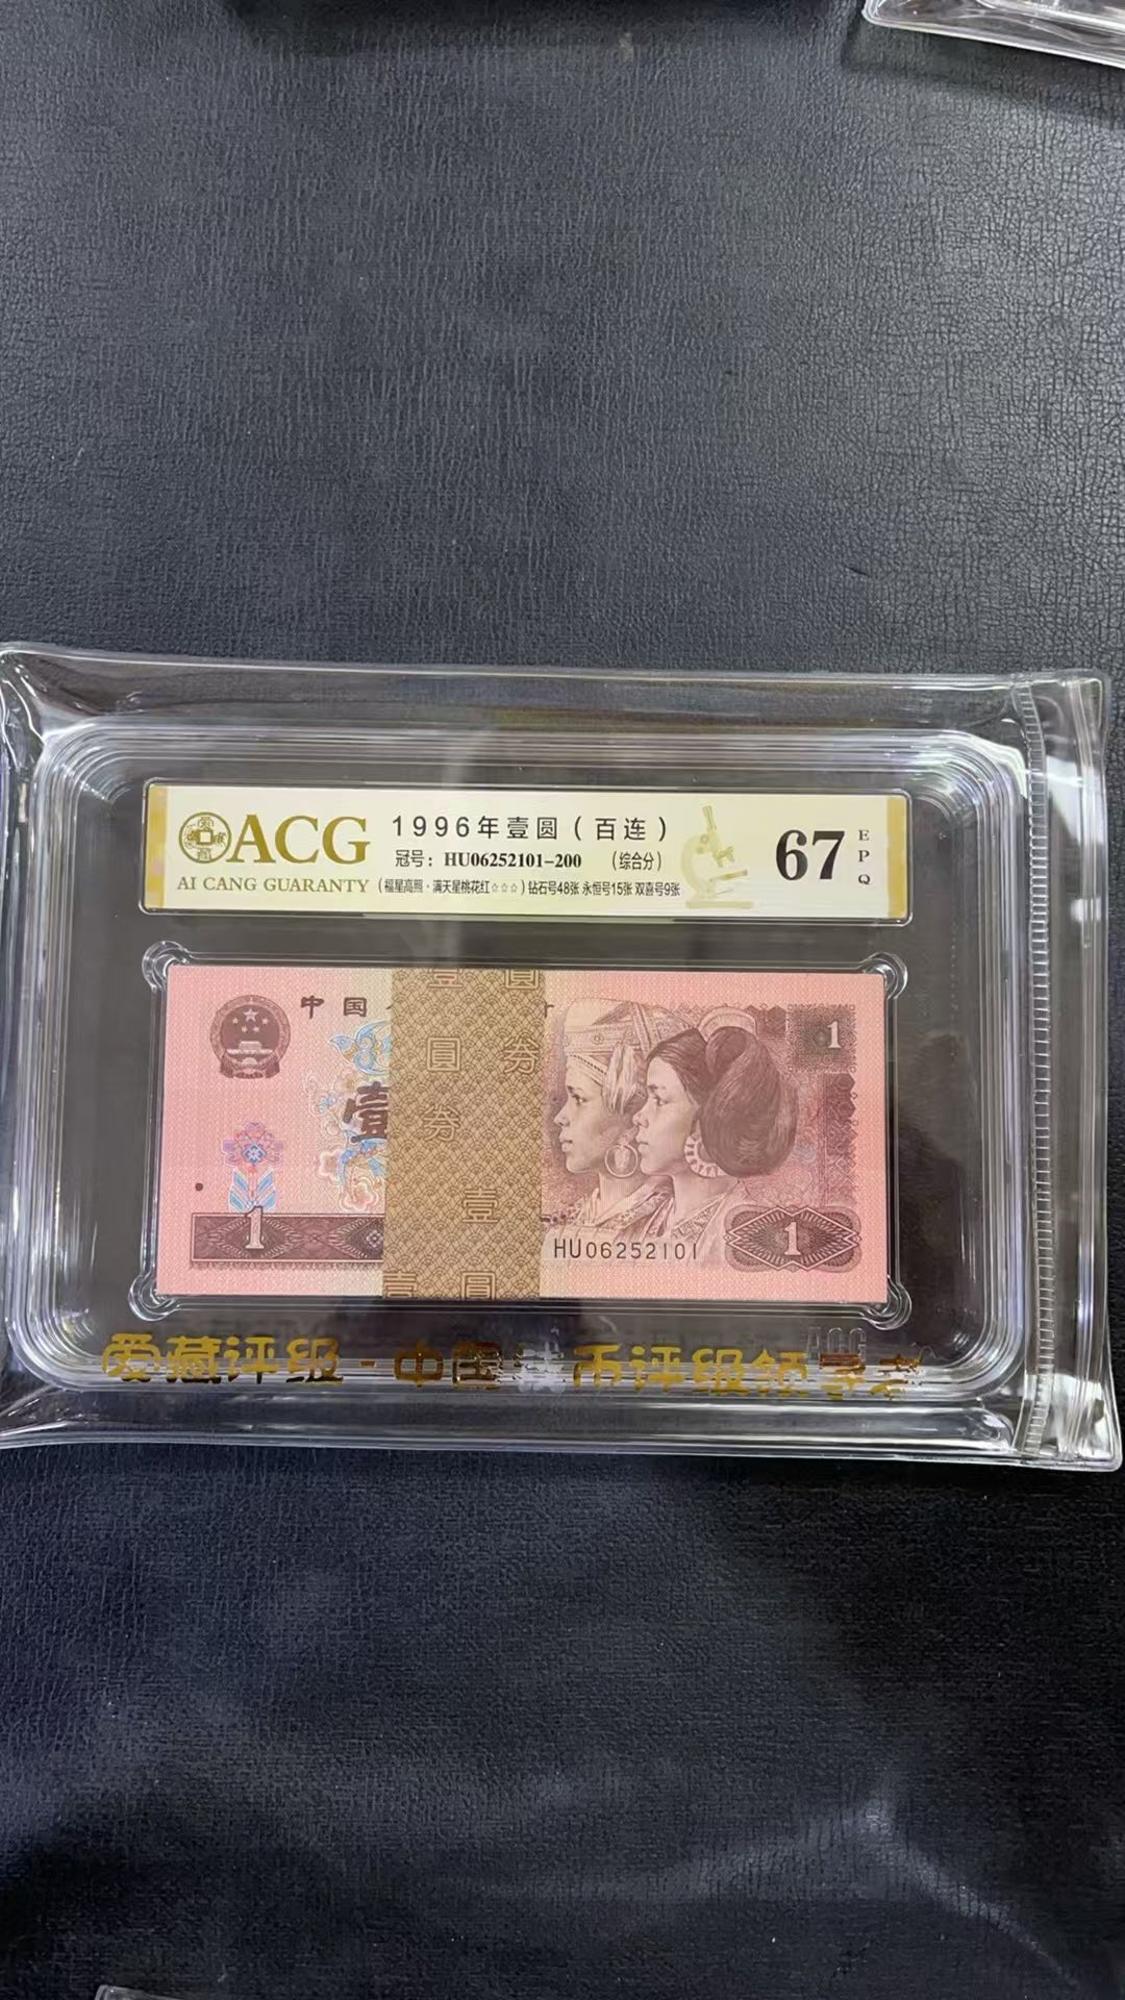 ACG
AI CANG GUARANTY
1996年壹圆(百连)
冠号: HU06252101-200 (综合分)
(福星高照·满天星桃花红☆☆☆) 钻石号48张 永恒号15张 双喜号9张
67
EPQ
中国
壹
壹 圆
圆 券
券
壹
壹 圆
1
1
1
HU06252101
ACG
爱藏评级-中国钱币评级领导者